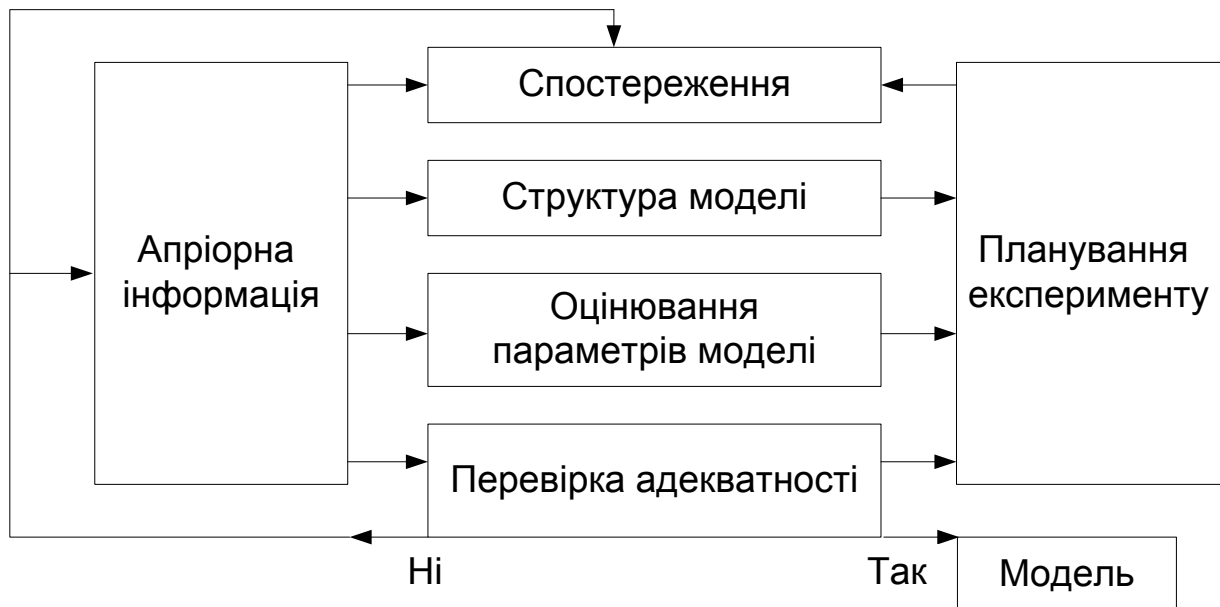 Спостереження
Структура моделі
Апріорна
інформація
Планування
експерименту
Оцінювання
параметрів моделі
Перевірка адекватності
Ні
Так
Модель